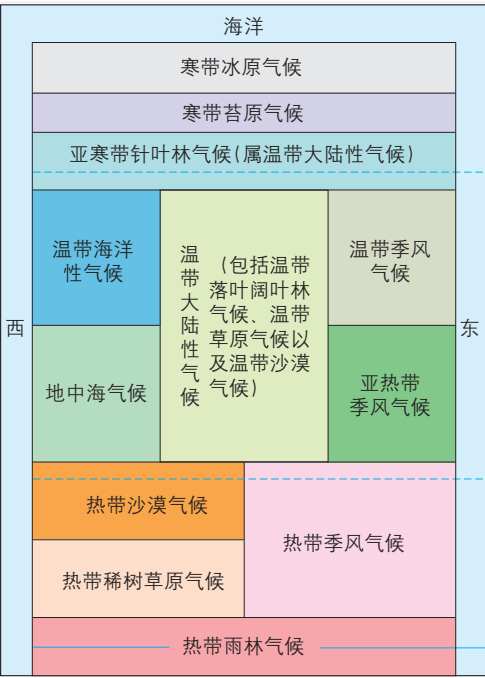 海洋
寒带冰原气候
寒带苔原气候
亚寒带针叶林气候(属温带大陆性气候)
温带海洋
性气候
温带大陆性气候
(包括温带
落叶阔叶林
气候、温带
草原气候以
及温带沙漠
气候)
温带季风
气候
西
东
地中海气候
亚热带
季风气候
热带沙漠气候
热带季风气候
热带稀树草原气候
热带雨林气候